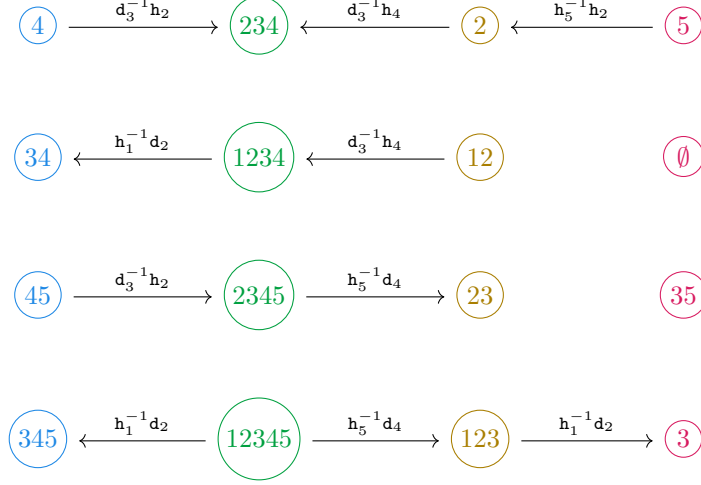 d₃⁻¹h₂ d₃⁻¹h₄ h₅⁻¹h₂
4 234 2 5
h₁⁻¹d₂ d₃⁻¹h₄
34 1234 12 ∅
d₃⁻¹h₂ h₅⁻¹d₄
45 2345 23 35
h₁⁻¹d₂ h₅⁻¹d₄ h₁⁻¹d₂
345 12345 123 3